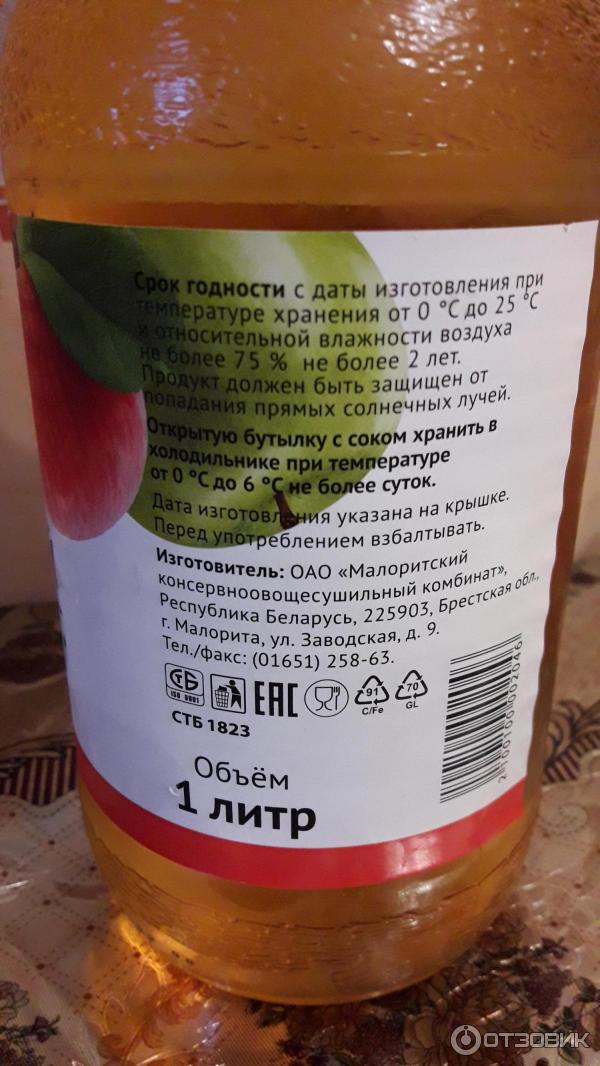 Срок годности с даты изготовления при
температуре хранения от 0 °С до 25 °С
и относительной влажности воздуха
не более 75 % не более 2 лет.
Продукт должен быть защищен от
попадания прямых солнечных лучей.
Открытую бутылку с соком хранить в
холодильнике при температуре
от 0 °С до 6 °С не более суток.
Дата изготовления указана на крышке.
Перед употреблением взбалтывать.
Изготовитель: ОАО «Малоритский
консервноовощесушильный комбинат»,
Республика Беларусь, 225903, Брестская обл.,
г. Малорита, ул. Заводская, д. 9.
Тел./факс: (01651) 258-63.
СТБ
ISO 9001
EAC
91
C/Fe
70
GL
СТБ 1823
Объём
1 литр
2100100002046
ОТЗОВИК